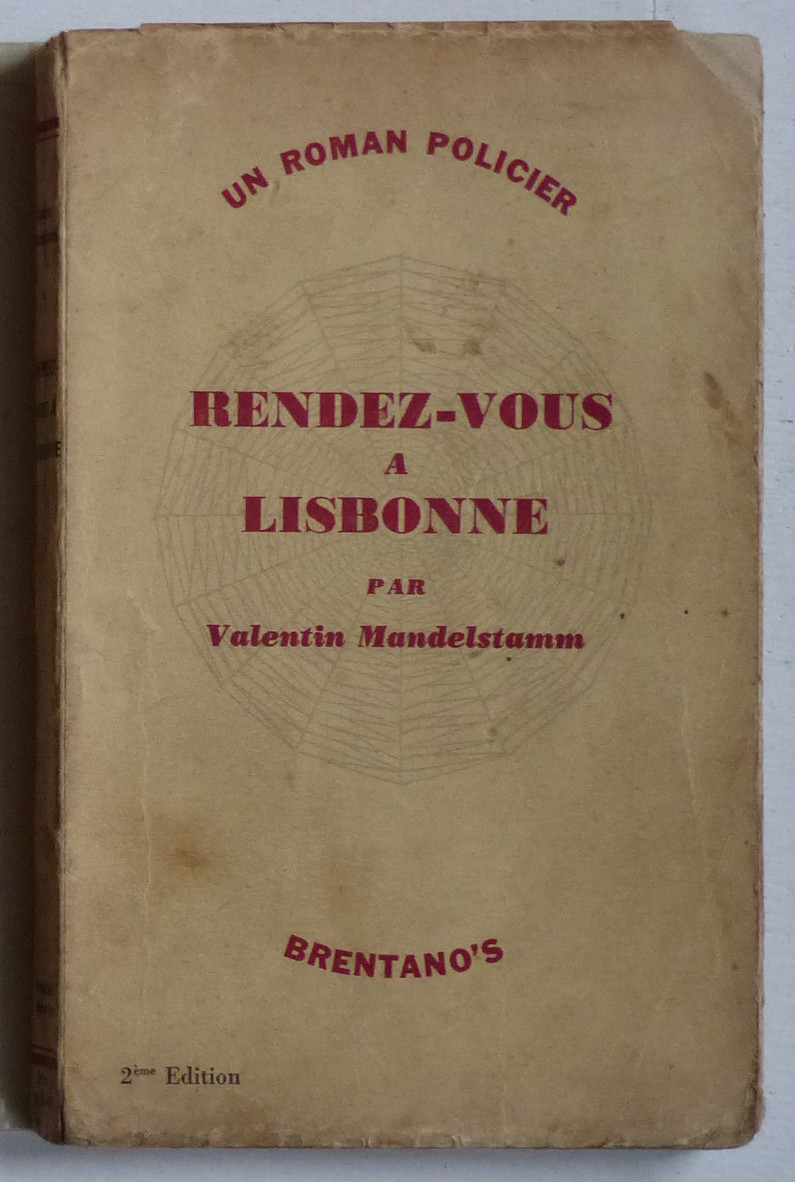 UN ROMAN POLICIER
RENDEZ-VOUS
A
LISBONNE
PAR
Valentin Mandelstamm
BRENTANO'S
2ème Edition